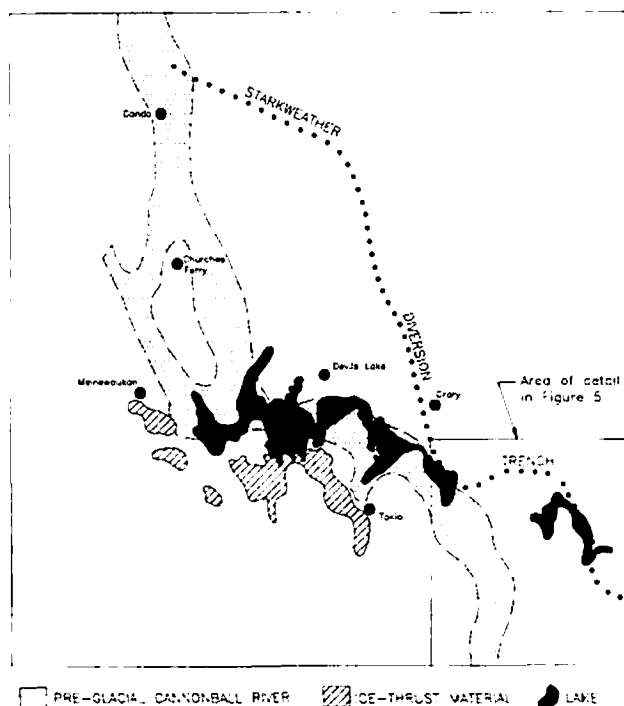 STARKWEATHER
Cando
Churches
Ferry
DIVERSION
Devils Lake
Minnewaukan
Crary
Area of detail
in Figure 5
TRENCH
Tokio
PRE-GLACIAL CANNONBALL RIVER
ICE-THRUST MATERIAL
LAKE